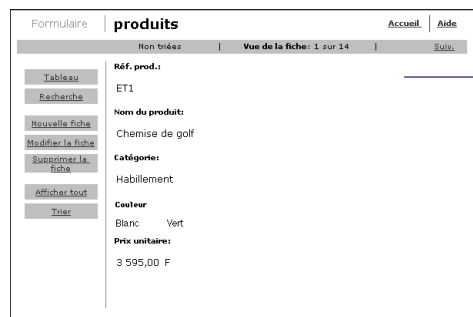 Formulaire produits Accueil Aide
Non triées | Vue de la fiche: 1 sur 14 | Suiv.
Tableau
Recherche
Nouvelle fiche
Modifier la fiche
Supprimer la
fiche
Afficher tout
Trier
Réf. prod.:
ET1
Nom du produit:
Chemise de golf
Catégorie:
Habillement
Couleur
Blanc Vert
Prix unitaire:
3 595,00 F